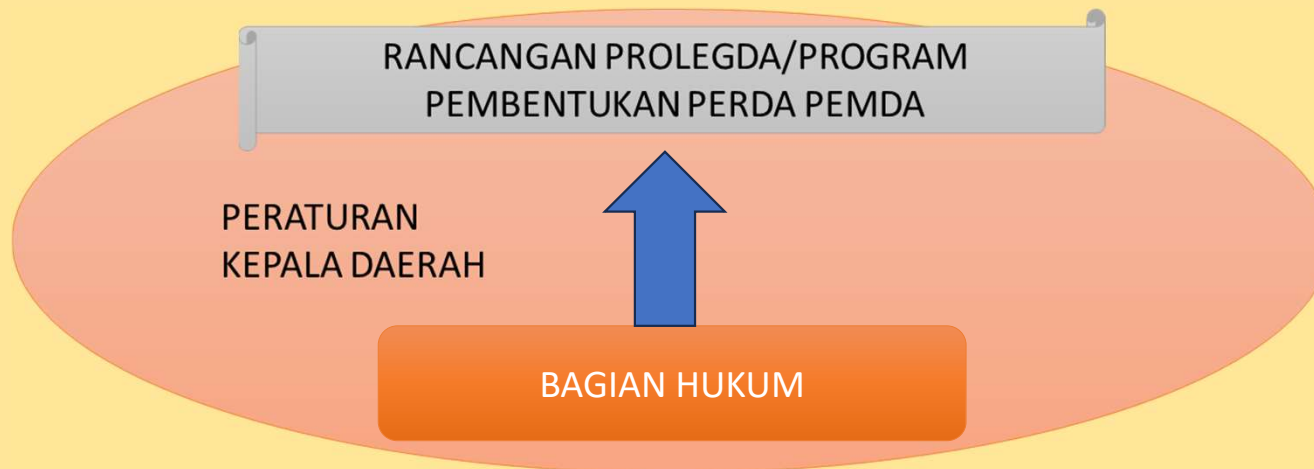 RANCANGAN PROLEGDA/PROGRAM
PEMBENTUKAN PERDA PEMDA
PERATURAN
KEPALA DAERAH
BAGIAN HUKUM